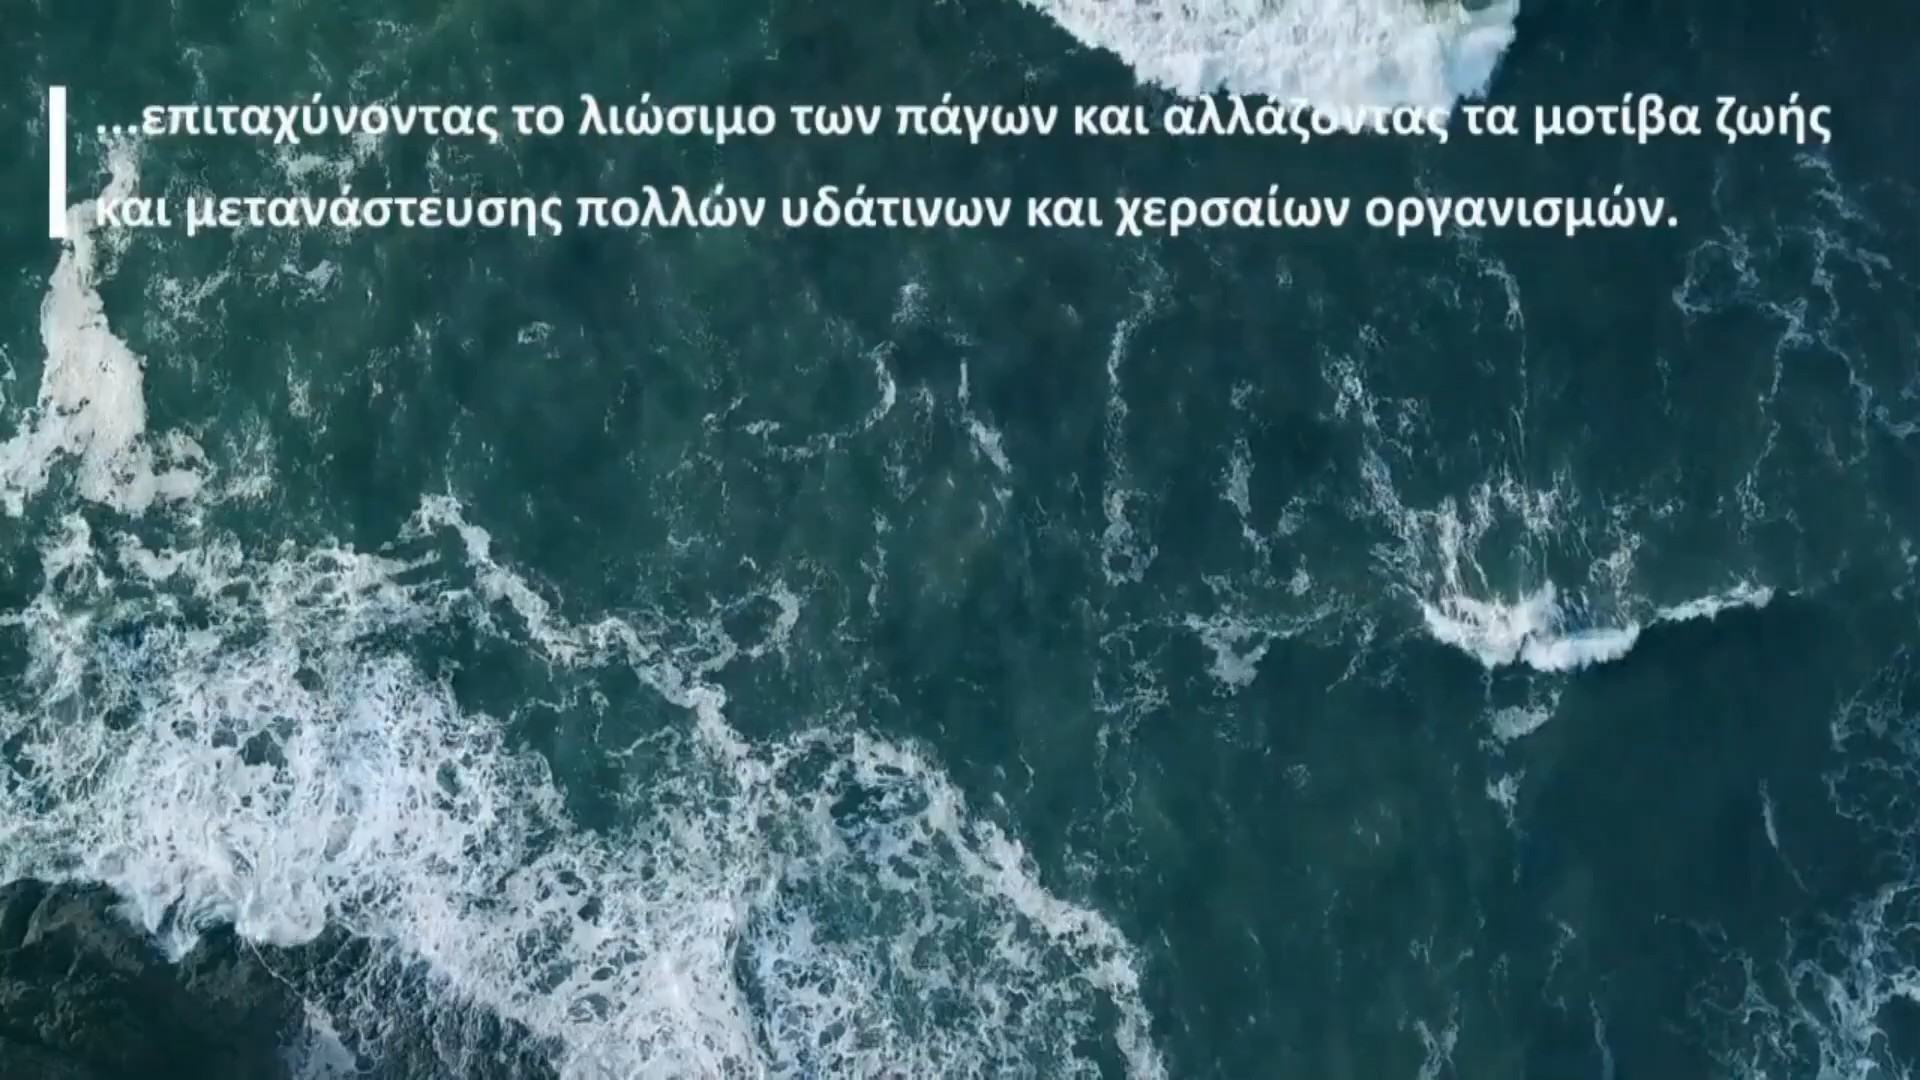 ...επιταχύνοντας το λιώσιμο των πάγων και αλλάζοντας τα μοτίβα ζωής
και μετανάστευσης πολλών υδάτινων και χερσαίων οργανισμών.